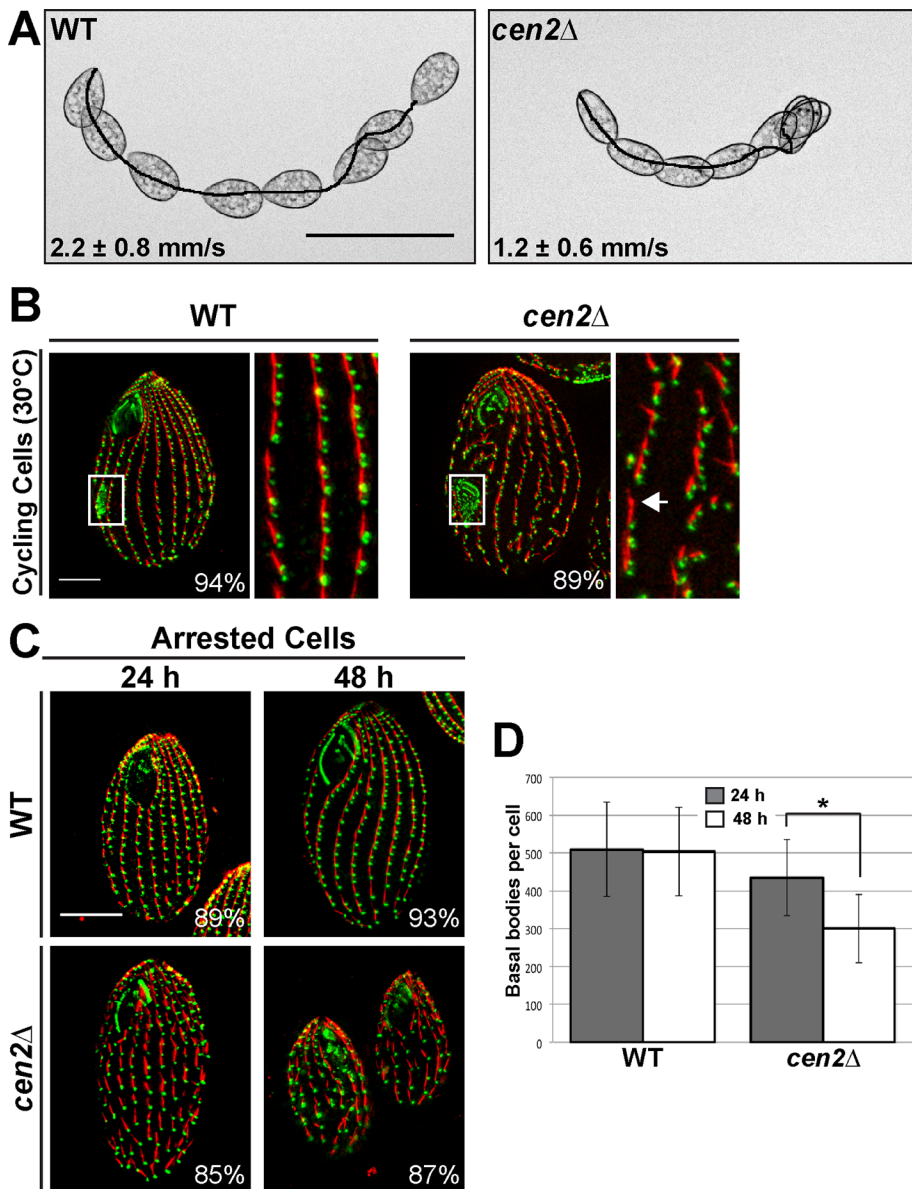 A
WT
2.2 ± 0.8 mm/s
cen2Δ
1.2 ± 0.6 mm/s
B
WT
cen2Δ
Cycling Cells (30°C)
94%
89%
C
Arrested Cells
24 h
48 h
WT
89%
93%
cen2Δ
85%
87%
D
Basal bodies per cell
700
600
500
400
300
200
100
0
24 h
48 h
*
WT
cen2Δ